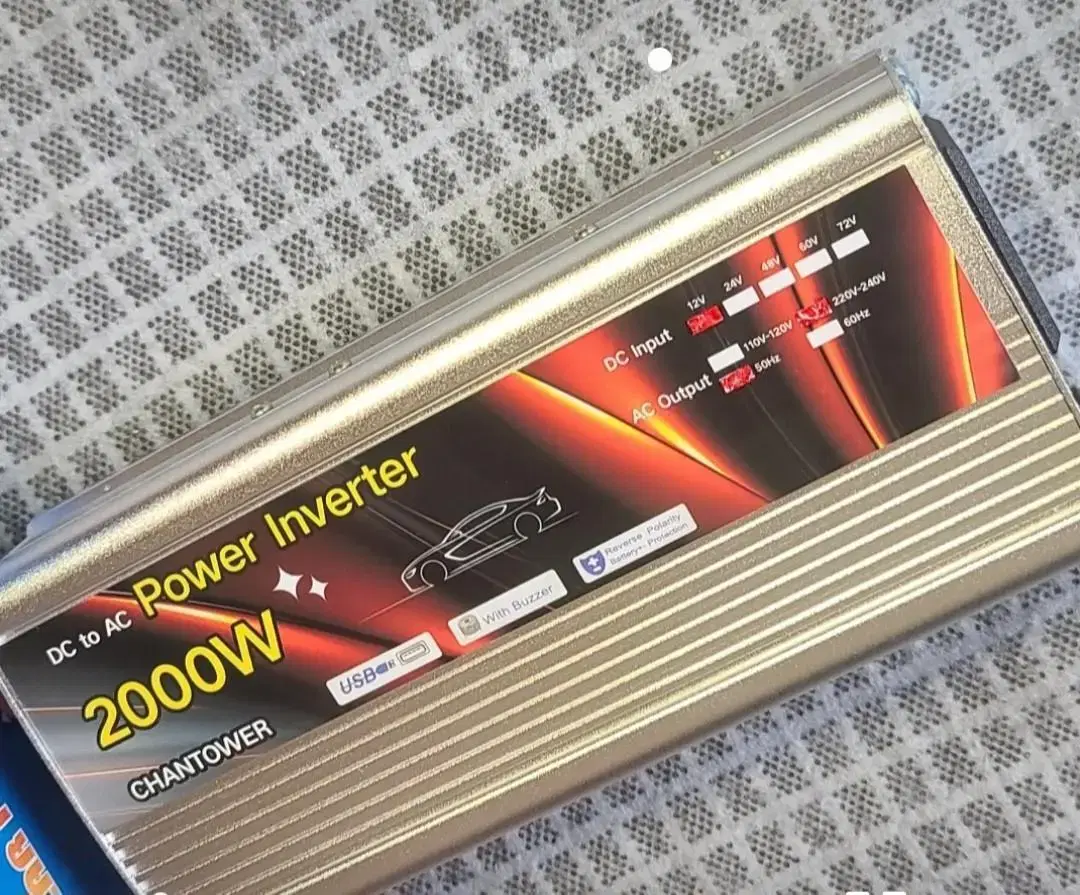 12V 24V 48V 60V 72V
DC Input
110V~120V 220V~240V
AC Output 50Hz 60Hz
DC to AC Power Inverter
2000W
USB
With Buzzer
Reverse Polarity
Battery+- Protection
CHANTOWER